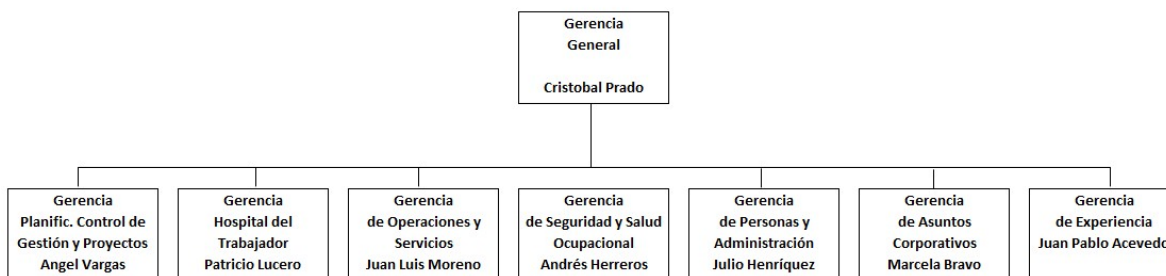 Gerencia
General
Cristobal Prado
Gerencia
Planific. Control de
Gestión y Proyectos
Angel Vargas
Gerencia
Hospital del
Trabajador
Patricio Lucero
Gerencia
de Operaciones y
Servicios
Juan Luis Moreno
Gerencia
de Seguridad y Salud
Ocupacional
Andrés Herreros
Gerencia
de Personas y
Administración
Julio Henríquez
Gerencia
de Asuntos
Corporativos
Marcela Bravo
Gerencia
de Experiencia
Juan Pablo Acevedo